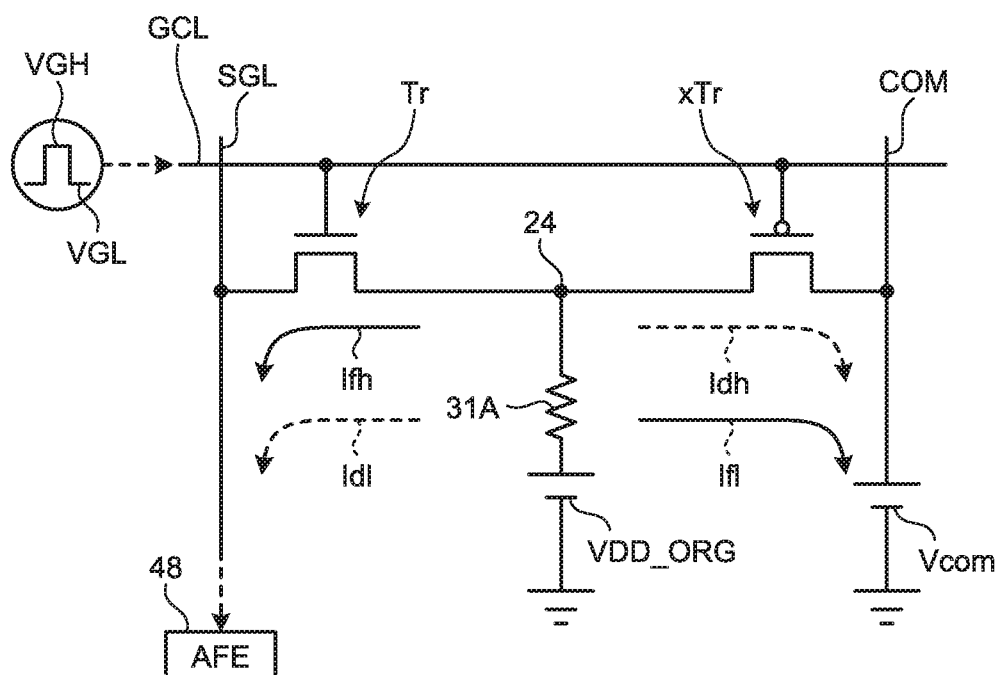 GCL
VGH
SGL
Tr
xTr
COM
VGL
24
Ifh
Idh
31A
Idl
Ifl
VDD_ORG
Vcom
48
AFE